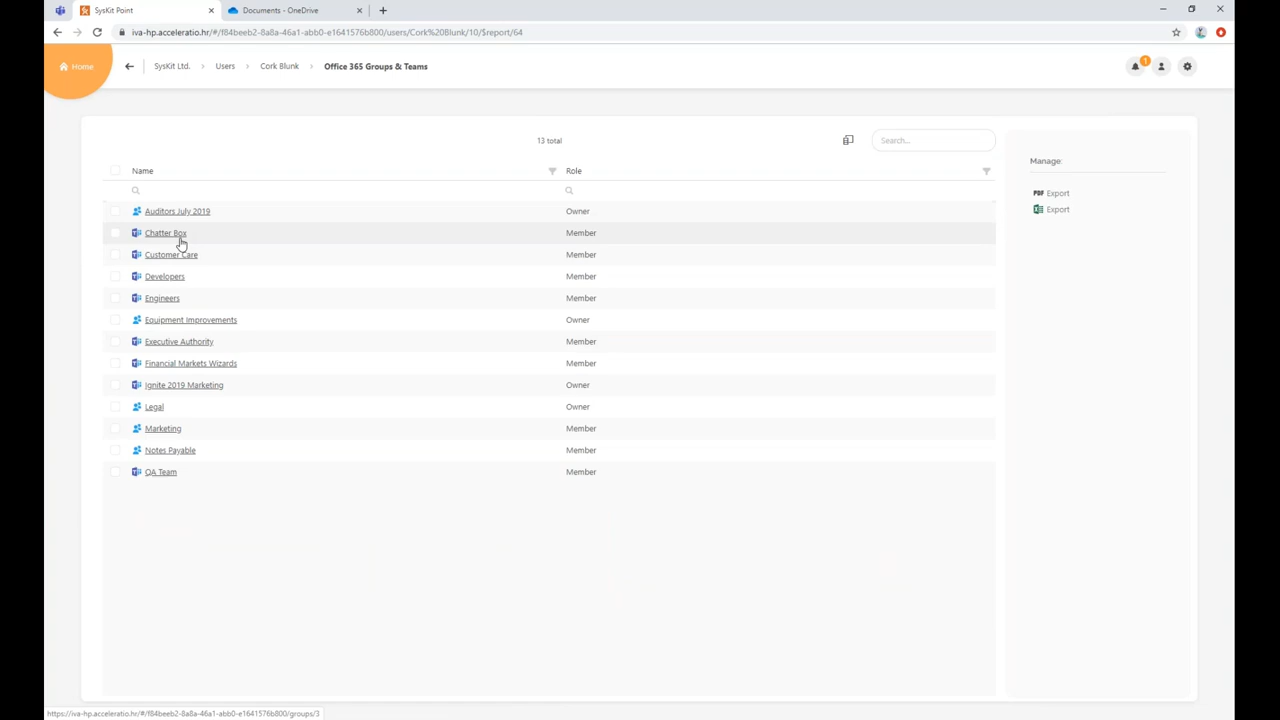 SysKit Point
Documents - OneDrive
iva-hp.acceleratio.hr/#/f84beeb2-8a8a-46a1-abb0-e1641576b800/users/Cork%20Blunk/10/$report/64
Home
SysKit Ltd. > Users > Cork Blunk > Office 365 Groups & Teams
1
13 total
Search...
Manage:
PDF Export
Export
Name Role
Auditors July 2019 Owner
Chatter Box Member
Customer Care Member
Developers Member
Engineers Member
Equipment Improvements Owner
Executive Authority Member
Financial Markets Wizards Member
Ignite 2019 Marketing Owner
Legal Owner
Marketing Member
Notes Payable Member
QA Team Member
https://iva-hp.acceleratio.hr/#/f84beeb2-8a8a-46a1-abb0-e1641576b800/groups/3